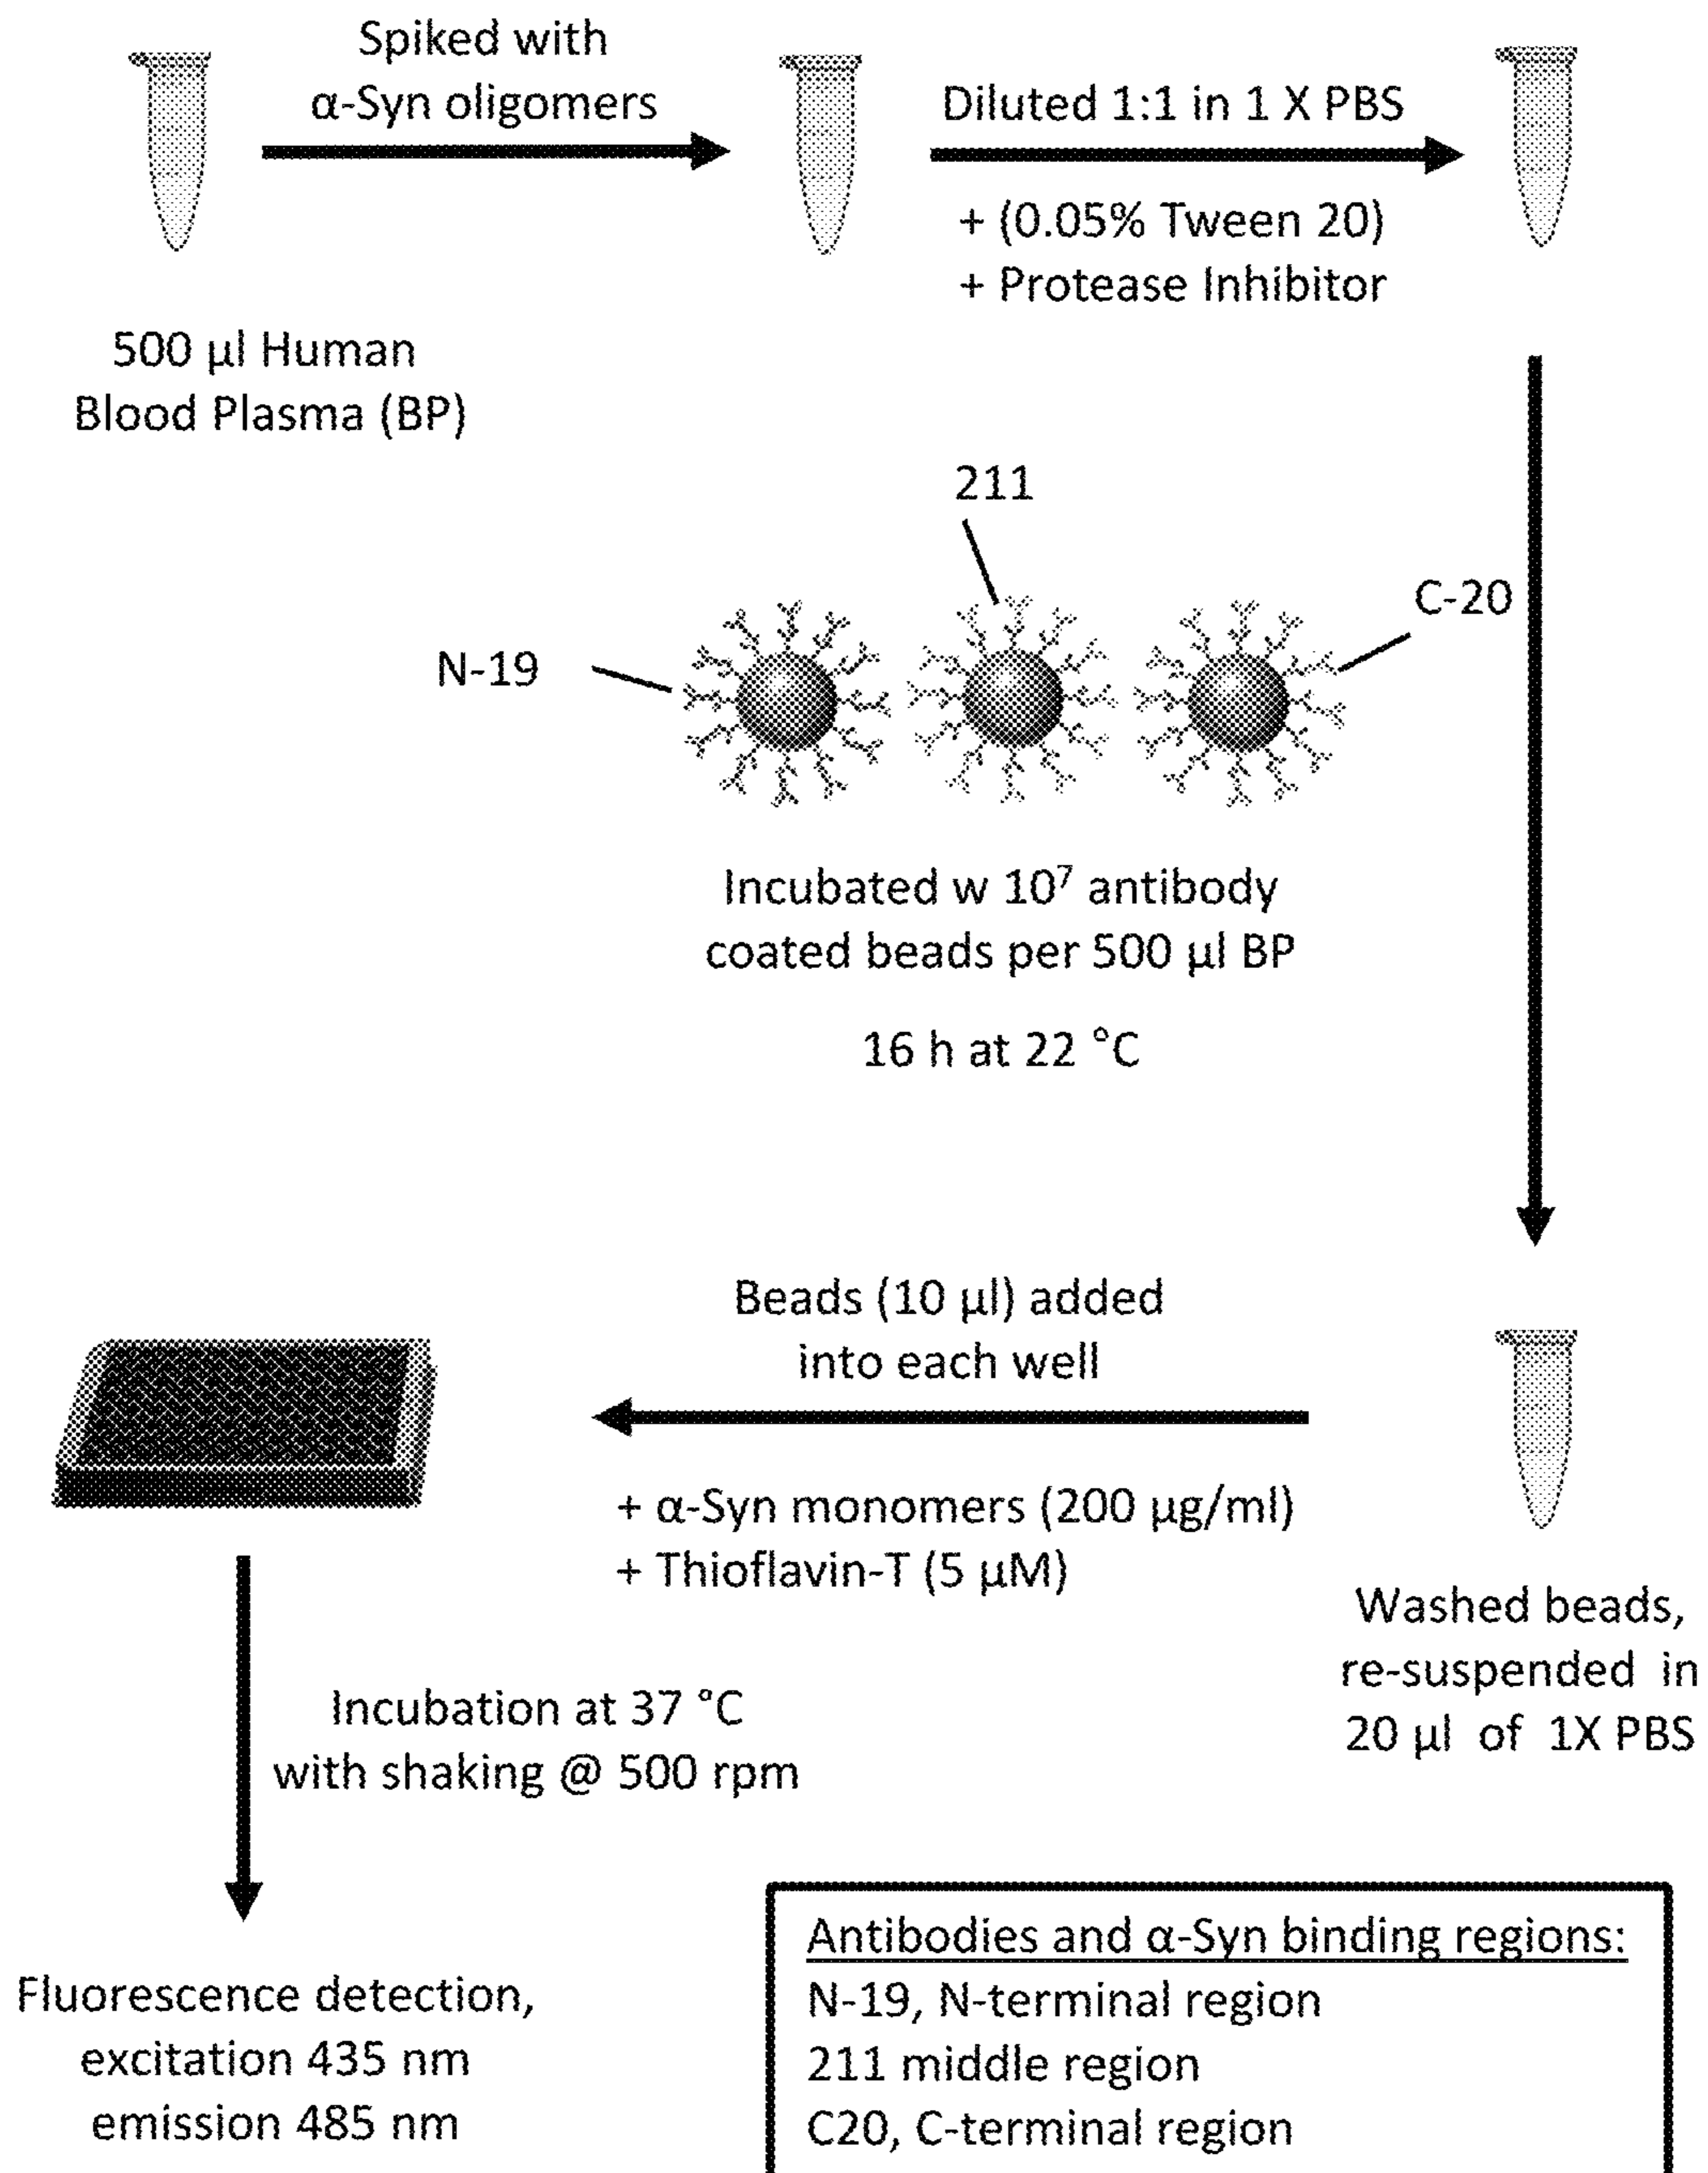 Spiked with
α-Syn oligomers
Diluted 1:1 in 1 X PBS
+ (0.05% Tween 20)
+ Protease Inhibitor
500 µl Human
Blood Plasma (BP)
211
C-20
N-19
Incubated w 10⁷ antibody
coated beads per 500 µl BP
16 h at 22 °C
Beads (10 µl) added
into each well
+ α-Syn monomers (200 µg/ml)
+ Thioflavin-T (5 µM)
Washed beads,
re-suspended in
20 µl of 1X PBS
Incubation at 37 °C
with shaking @ 500 rpm
Fluorescence detection,
excitation 435 nm
emission 485 nm
Antibodies and α-Syn binding regions:
N-19, N-terminal region
211 middle region
C20, C-terminal region